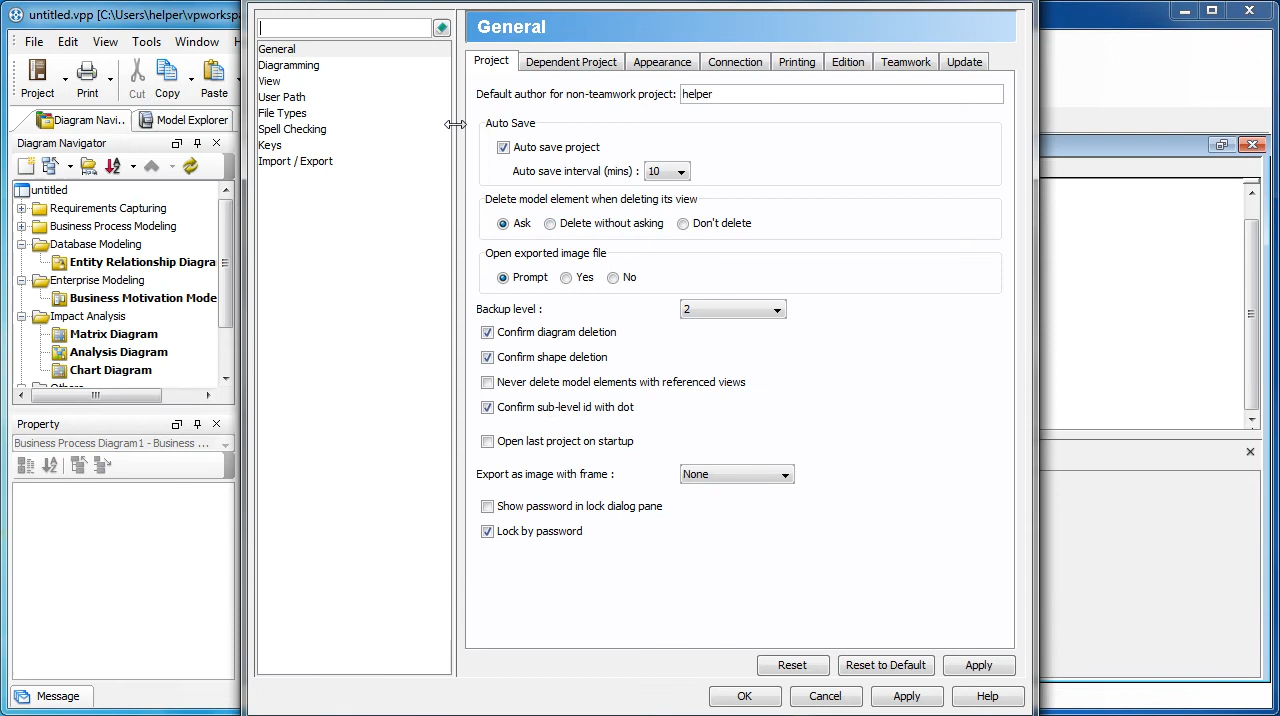 untitled.vpp [C:\Users\helper\vpworkspa
File Edit View Tools Window
Project Print Cut Copy Paste
Diagram Navi.. Model Explorer
Diagram Navigator
untitled
Requirements Capturing
Business Process Modeling
Database Modeling
Entity Relationship Diagra
Enterprise Modeling
Business Motivation Mode
Impact Analysis
Matrix Diagram
Analysis Diagram
Chart Diagram
Others
Property
Business Process Diagram1 - Business ...
Message
General
Diagramming
View
User Path
File Types
Spell Checking
Keys
Import / Export
General
Project Dependent Project Appearance Connection Printing Edition Teamwork Update
Default author for non-teamwork project: helper
Auto Save
Auto save project
Auto save interval (mins) : 10
Delete model element when deleting its view
Ask Delete without asking Don't delete
Open exported image file
Prompt Yes No
Backup level : 2
Confirm diagram deletion
Confirm shape deletion
Never delete model elements with referenced views
Confirm sub-level id with dot
Open last project on startup
Export as image with frame : None
Show password in lock dialog pane
Lock by password
Reset Reset to Default Apply
OK Cancel Apply Help